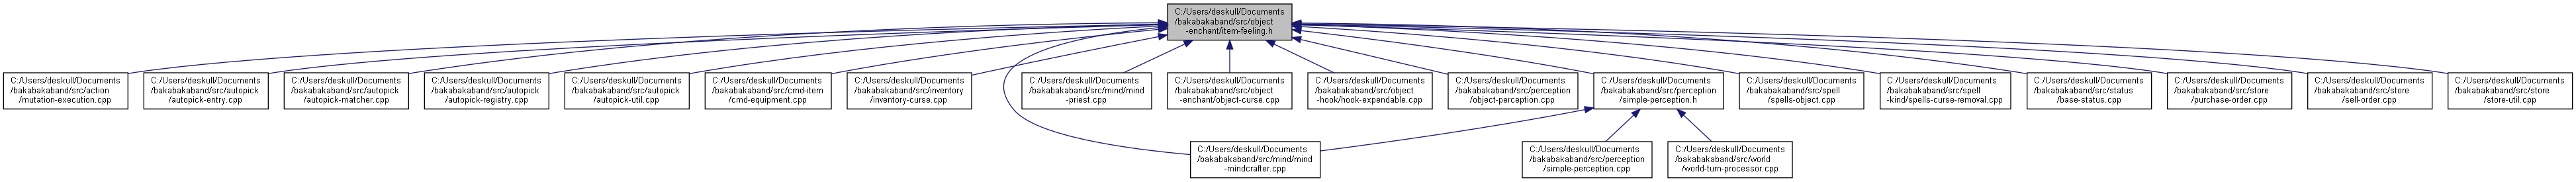 C:/Users/deskull/Documents
/bakabakaband/src/object
-enchant/item-feeling.h
C:/Users/deskull/Documents
/bakabakaband/src/action
/mutation-execution.cpp
C:/Users/deskull/Documents
/bakabakaband/src/autopick
/autopick-entry.cpp
C:/Users/deskull/Documents
/bakabakaband/src/autopick
/autopick-matcher.cpp
C:/Users/deskull/Documents
/bakabakaband/src/autopick
/autopick-registry.cpp
C:/Users/deskull/Documents
/bakabakaband/src/autopick
/autopick-util.cpp
C:/Users/deskull/Documents
/bakabakaband/src/cmd-item
/cmd-equipment.cpp
C:/Users/deskull/Documents
/bakabakaband/src/inventory
/inventory-curse.cpp
C:/Users/deskull/Documents
/bakabakaband/src/mind/mind
-priest.cpp
C:/Users/deskull/Documents
/bakabakaband/src/object
-enchant/object-curse.cpp
C:/Users/deskull/Documents
/bakabakaband/src/object
-hook/hook-expendable.cpp
C:/Users/deskull/Documents
/bakabakaband/src/perception
/object-perception.cpp
C:/Users/deskull/Documents
/bakabakaband/src/perception
/simple-perception.h
C:/Users/deskull/Documents
/bakabakaband/src/spell
/spells-object.cpp
C:/Users/deskull/Documents
/bakabakaband/src/spell
-kind/spells-curse-removal.cpp
C:/Users/deskull/Documents
/bakabakaband/src/status
/base-status.cpp
C:/Users/deskull/Documents
/bakabakaband/src/store
/purchase-order.cpp
C:/Users/deskull/Documents
/bakabakaband/src/store
/sell-order.cpp
C:/Users/deskull/Documents
/bakabakaband/src/store
/store-util.cpp
C:/Users/deskull/Documents
/bakabakaband/src/mind/mind
-mindcrafter.cpp
C:/Users/deskull/Documents
/bakabakaband/src/perception
/simple-perception.cpp
C:/Users/deskull/Documents
/bakabakaband/src/world
/world-turn-processor.cpp